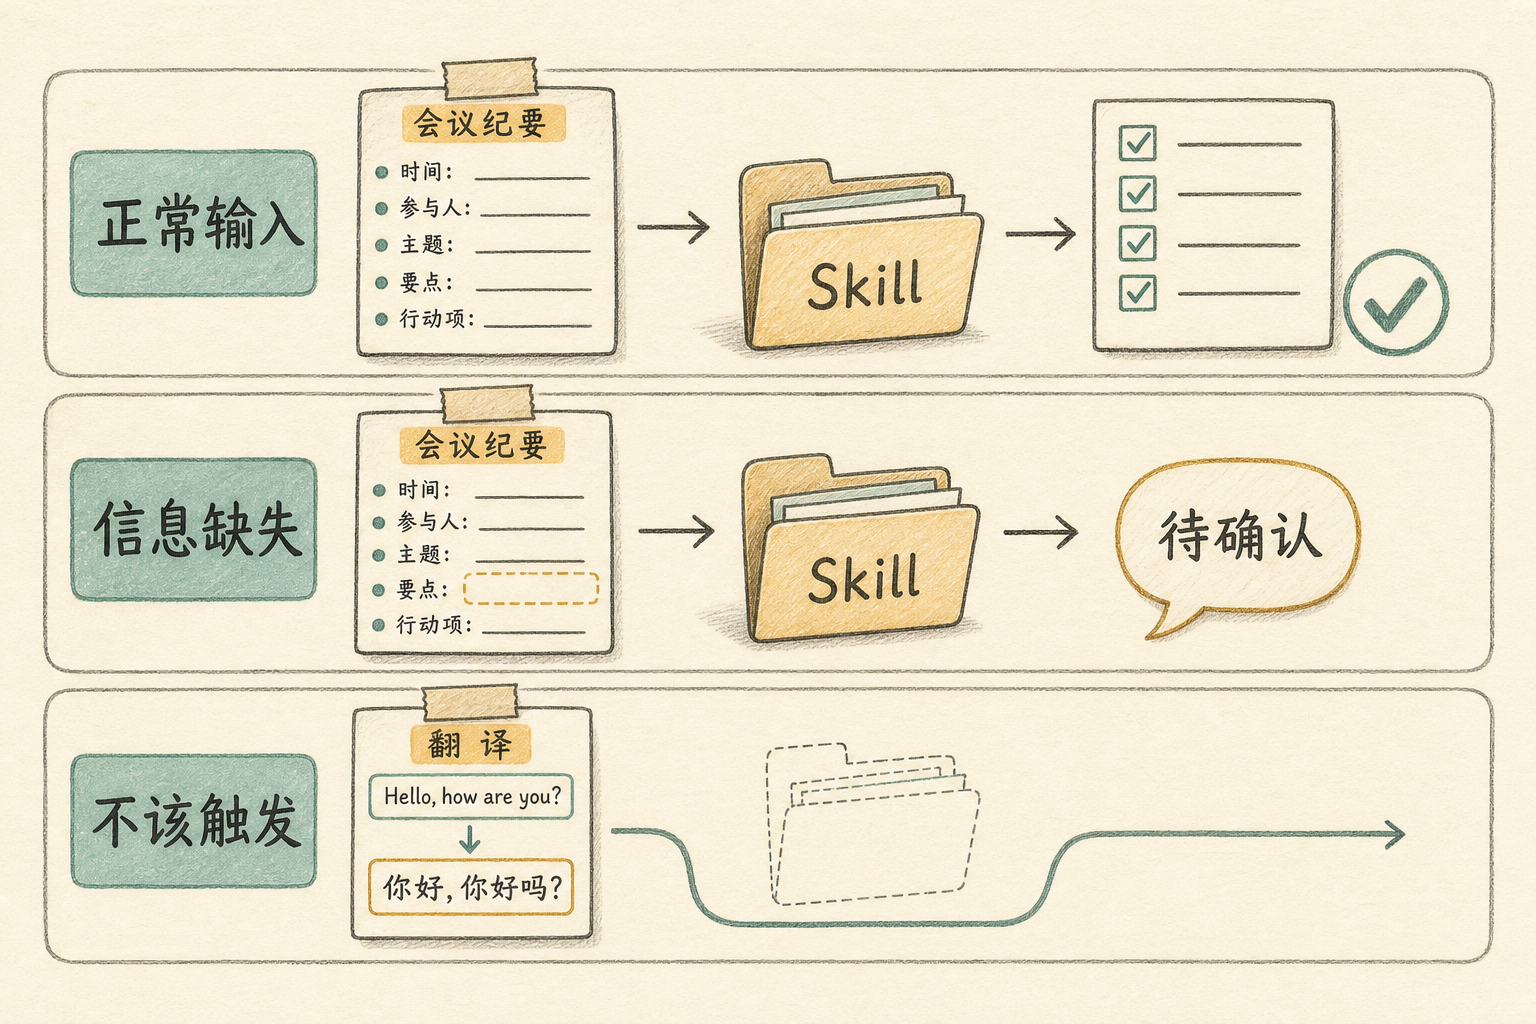 正常输入
会议纪要
时间:
参与人:
主题:
要点:
行动项:
Skill
信息缺失
会议纪要
时间:
参与人:
主题:
要点:
行动项:
Skill
待确认
不该触发
翻 译
Hello, how are you?
你好, 你好吗?